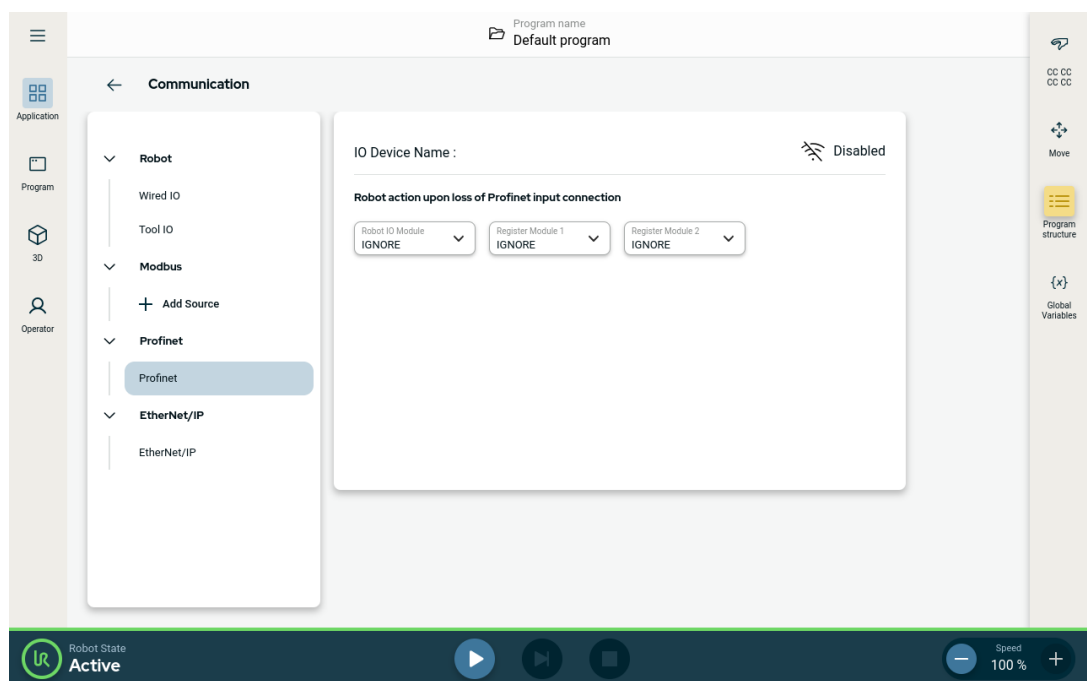 Program name
Default program
Communication
Application
Program
3D
Operator
Robot
Wired IO
Tool IO
Modbus
Add Source
Profinet
Profinet
EtherNet/IP
EtherNet/IP
IO Device Name :
Disabled
Robot action upon loss of Profinet input connection
Robot IO Module
IGNORE
Register Module 1
IGNORE
Register Module 2
IGNORE
CC CC
CC CC
Move
Program
structure
{x}
Global
Variables
UR
Robot State
Active
Speed
100 %